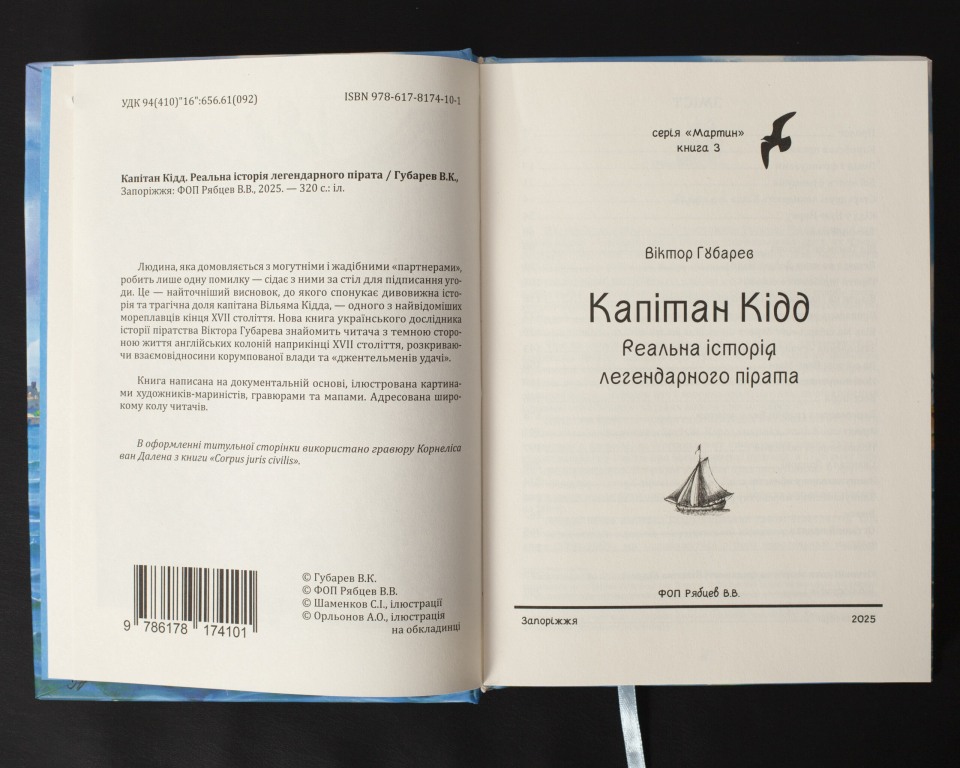 УДК 94(410)"16":656.61(092)
ISBN 978-617-8174-10-1
Капітан Кідд. Реальна історія легендарного пірата / Губарев В.К.,
Запоріжжя: ФОП Рябцев В.В., 2025. — 320 с.: іл.
Людина, яка домовляється з могутніми і жадібними «партнерами»,
робить лише одну помилку — сідає з ними за стіл для підписання уго-
ди. Це — найточніший висновок, до якого спонукає дивовижна істо-
рія та трагічна доля капітана Вільяма Кідда, — одного з найвідоміших
мореплавців кінця XVII століття. Нова книга українського дослідника
історії піратства Віктора Губарева знайомить читача з темною сторо-
ною життя англійських колоній наприкінці XVII століття, розкриваю-
чи взаємовідносини корумпованої влади та «джентельменів удачі».
Книга написана на документальній основі, ілюстрована картина-
ми художників-мариністів, гравюрами та мапами. Адресована широ-
кому колу читачів.
В оформленні титульної сторінки використано гравюру Корнеліса
ван Далена з книги «Corpus juris civilis».
9 786178 174101
© Губарев В.К.
© ФОП Рябцев В.В.
© Шаменков С.І., ілюстрації
© Орльонов А.О., ілюстрація
на обкладинці
серія «Мартин»
книга 3
Віктор Губарев
Капітан Кідд
Реальна історія
легендарного пірата
ФОП Рябцев В.В.
Запоріжжя
2025